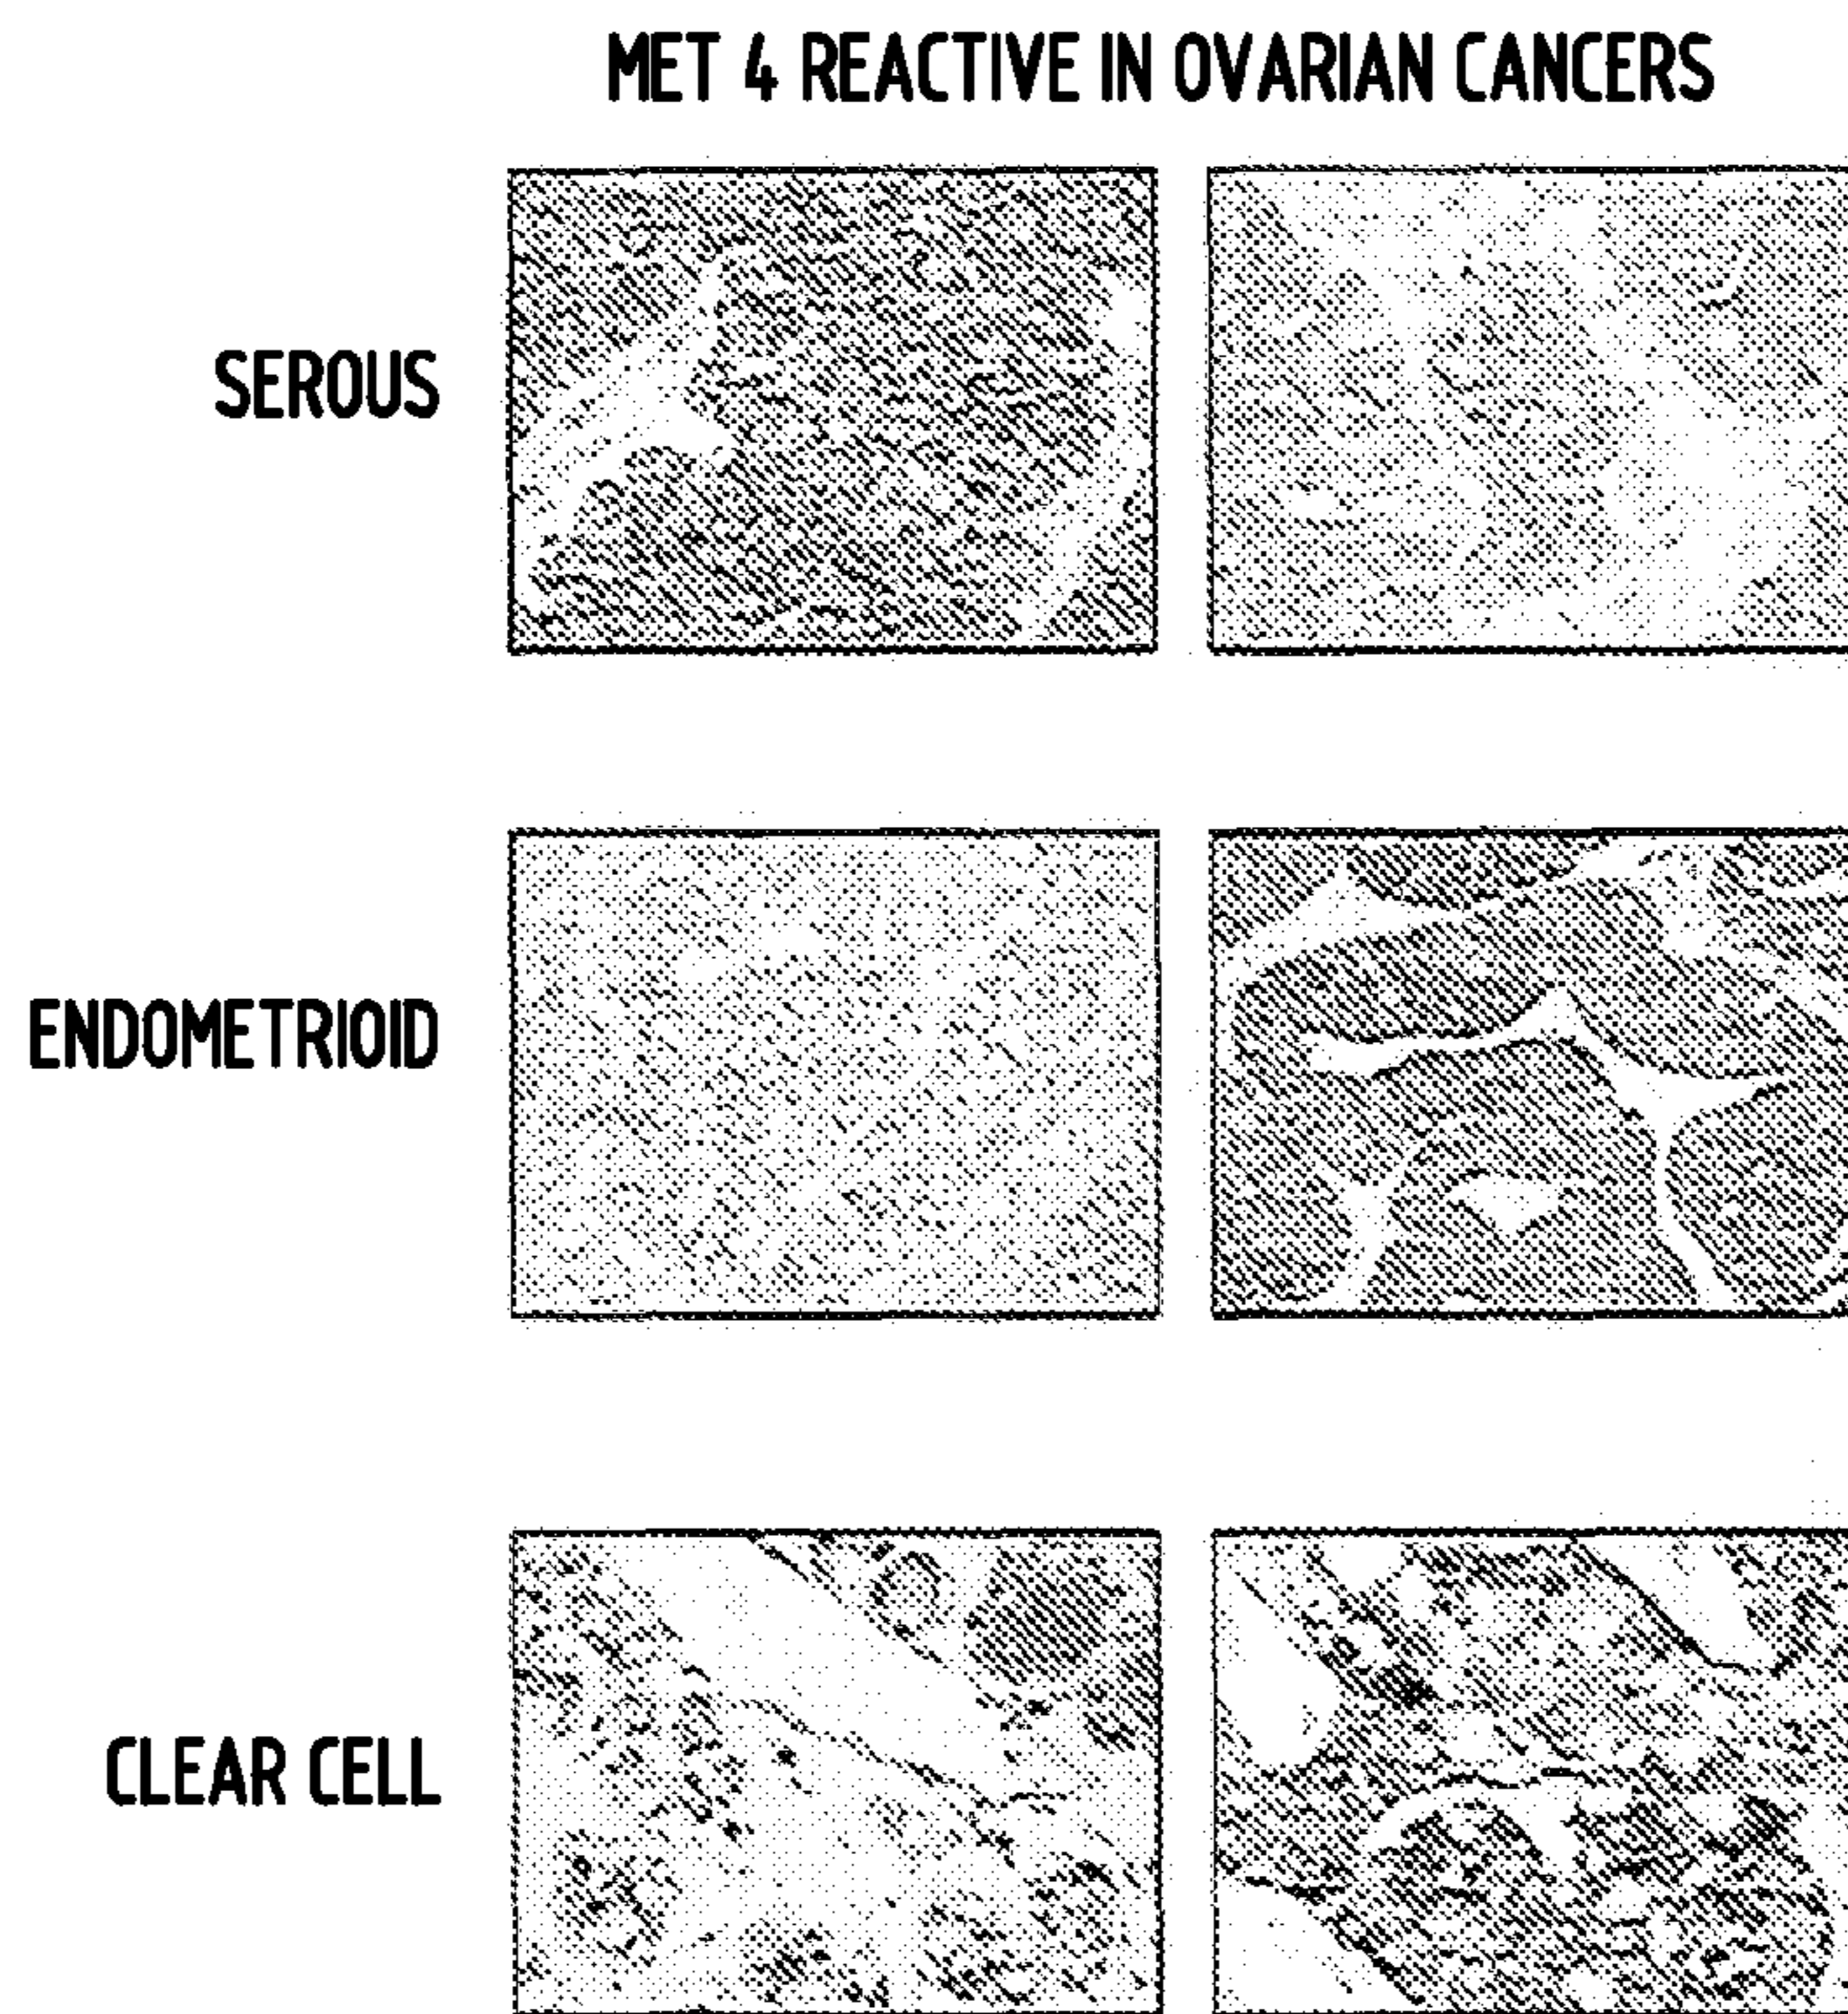 MET 4 REACTIVE IN OVARIAN CANCERS
SEROUS
ENDOMETRIOID
CLEAR CELL